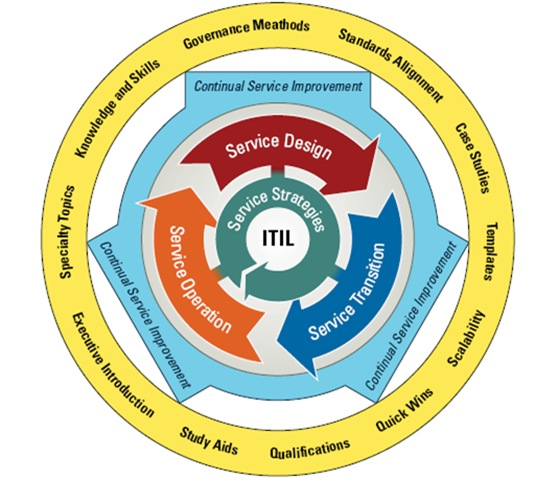 Governance Meathods
Standards Allignment
Case Studies
Templates
Scalability
Quick Wins
Qualifications
Study Aids
Executive Introduction
Specialty Topics
Knowledge and Skills
Continual Service Improvement
Continual Service Improvement
Continual Service Improvement
Service Design
Service Transition
Service Operation
Service Strategies
ITIL